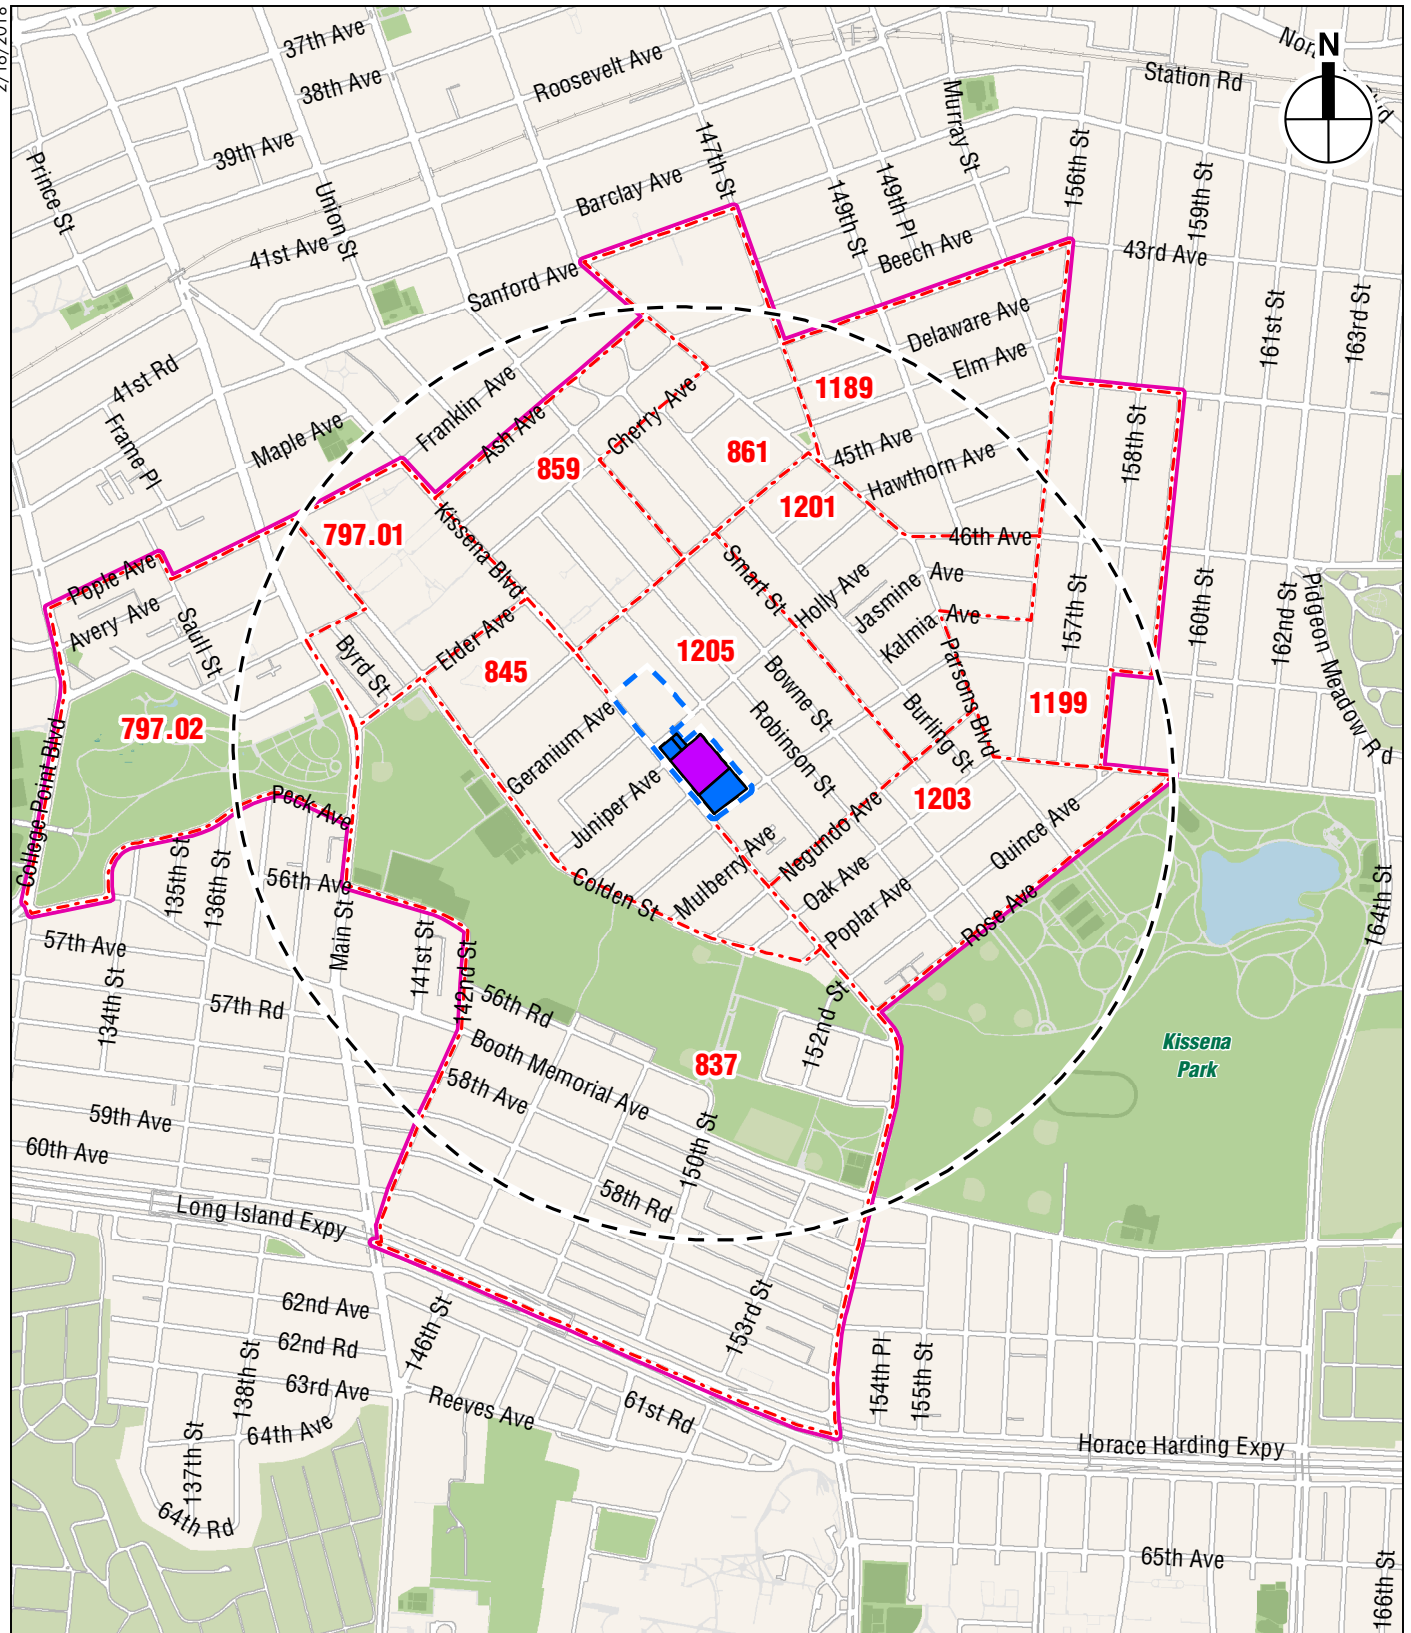 2/16/2018
37th Ave
38th Ave
39th Ave
Roosevelt Ave
Station Rd
N
Murray St
147th St
Prince St
Union St
41st Ave
Barclay Ave
149th St
149th Pl
156th St
159th St
Beech Ave
43rd Ave
Sanford Ave
Delaware Ave
Elm Ave
161st St
163rd St
41st Rd
Frame Pl
Maple Ave
Franklin Ave
Ash Ave
Cherry Ave
1189
859
861
45th Ave
Hawthorn Ave
158th St
1201
797.01
Kissena Blvd
46th Ave
Pople Ave
Avery Ave
Saull St
Smart St
Holly Ave
Jasmine Ave
Kalmia Ave
157th St
160th St
162nd St
Pidgeon Meadow Rd
Byrd St
Elder Ave
845
1205
Bowne St
Parsons Blvd
1199
797.02
College Point Blvd
Geranium Ave
Robinson St
Burling St
Juniper Ave
1203
Peck Ave
135th St
136th St
56th Ave
Main St
Colden St
Mulberry Ave
Negundo Ave
Oak Ave
Quince Ave
Poplar Ave
Rose Ave
164th St
57th Ave
134th St
57th Rd
141st St
142nd St
56th Rd
152nd St
Kissena
Park
837
Booth Memorial Ave
58th Ave
59th Ave
60th Ave
150th St
58th Rd
Long Island Expy
62nd Ave
62nd Rd
63rd Ave
64th Ave
138th St
137th St
64th Rd
146th St
153rd St
Reeves Ave
61st Rd
154th Pl
155th St
Horace Harding Expy
65th Ave
166th St